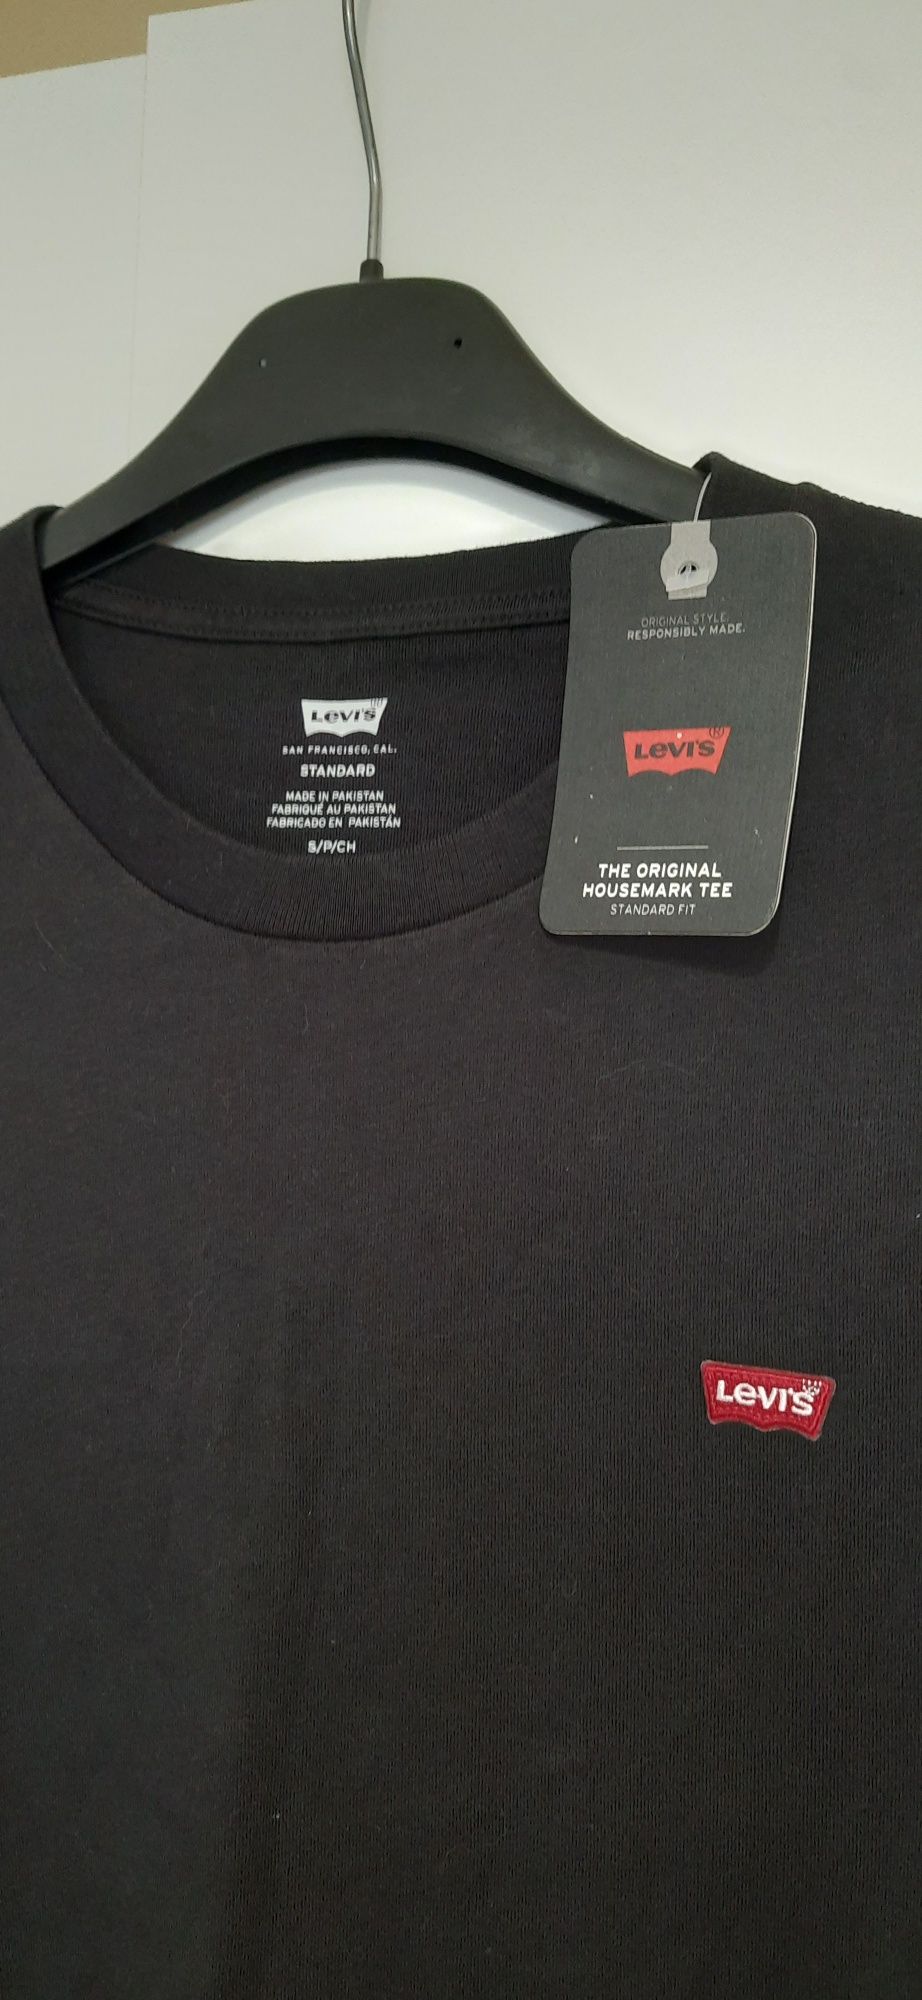 Levi's®
SAN FRANCISCO, CAL.
STANDARD
MADE IN PAKISTAN
FABRIQUÉ AU PAKISTAN
FABRICADO EN PAKISTÁN
S/P/CH
ORIGINAL STYLE.
RESPONSIBLY MADE.
Levi's®
THE ORIGINAL
HOUSEMARK TEE
STANDARD FIT
Levi's®